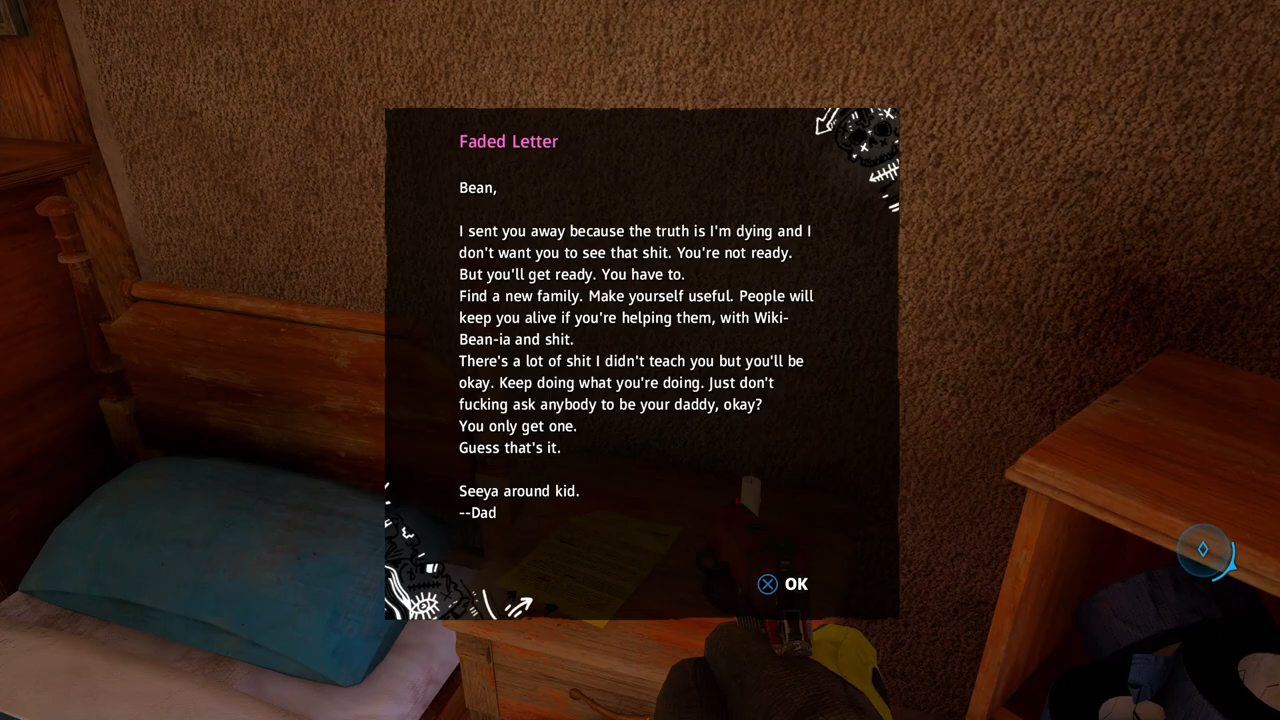 Faded Letter
Bean,
I sent you away because the truth is I'm dying and I
don't want you to see that shit. You're not ready.
But you'll get ready. You have to.
Find a new family. Make yourself useful. People will
keep you alive if you're helping them, with Wiki-
Bean-ia and shit.
There's a lot of shit I didn't teach you but you'll be
okay. Keep doing what you're doing. Just don't
fucking ask anybody to be your daddy, okay?
You only get one.
Guess that's it.
Seeya around kid.
--Dad
OK